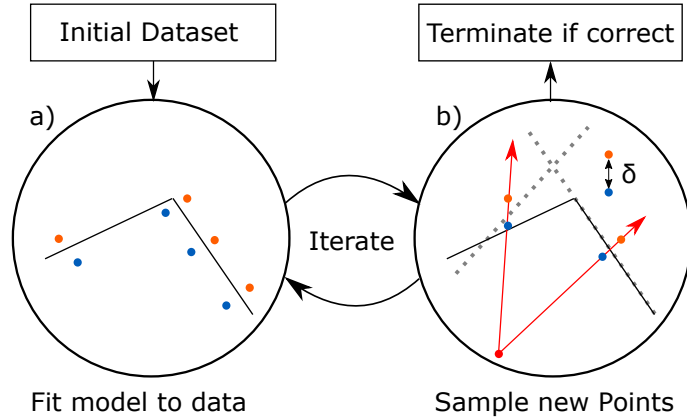 Initial Dataset
Terminate if correct
a)
b)
δ
Iterate
Fit model to data
Sample new Points